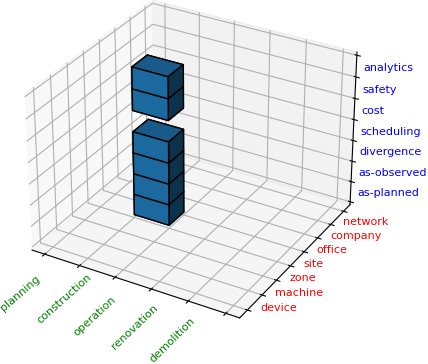 analytics
safety
cost
scheduling
divergence
as-observed
as-planned
network
company
office
site
zone
machine
device
planning
construction
operation
renovation
demolition